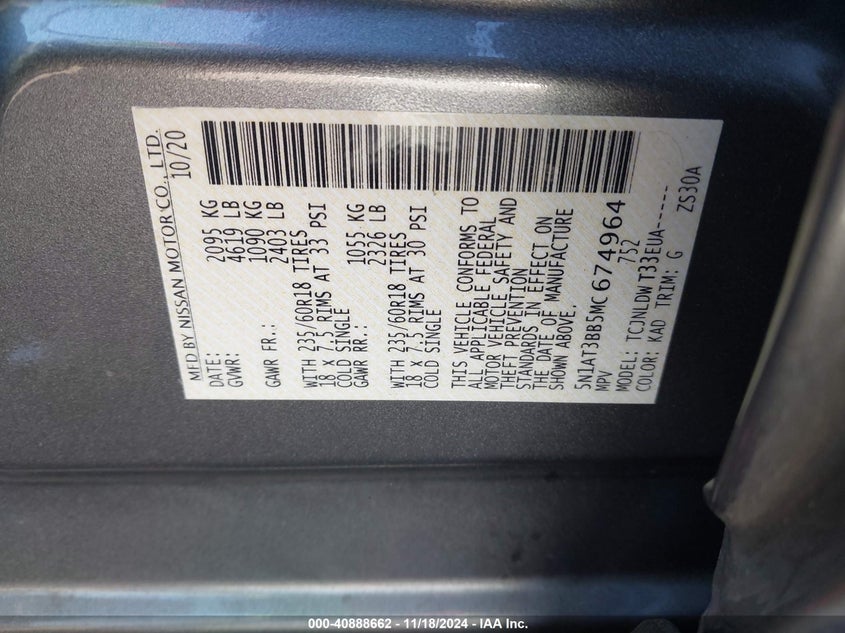 MFD BY NISSAN MOTOR CO., LTD.
DATE: 10/20
GVWR: 2095 KG
4619 LB
GAWR FR.: 1090 KG
2403 LB
WITH 235/60R18 TIRES
18 x 7.5 RIMS AT 33 PSI
COLD SINGLE
GAWR RR.: 1055 KG
2326 LB
WITH 235/60R18 TIRES
18 x 7.5 RIMS AT 30 PSI
COLD SINGLE
THIS VEHICLE CONFORMS TO
ALL APPLICABLE FEDERAL
MOTOR VEHICLE SAFETY AND
THEFT PREVENTION
STANDARDS IN EFFECT ON
THE DATE OF MANUFACTURE
SHOWN ABOVE.
5N1AT3BB5MC674964
MPV 752
MODEL: TCJNLDW T33EUA-----
COLOR: KAD TRIM: G ZS30A
000-40888662 - 11/18/2024 - IAA Inc.